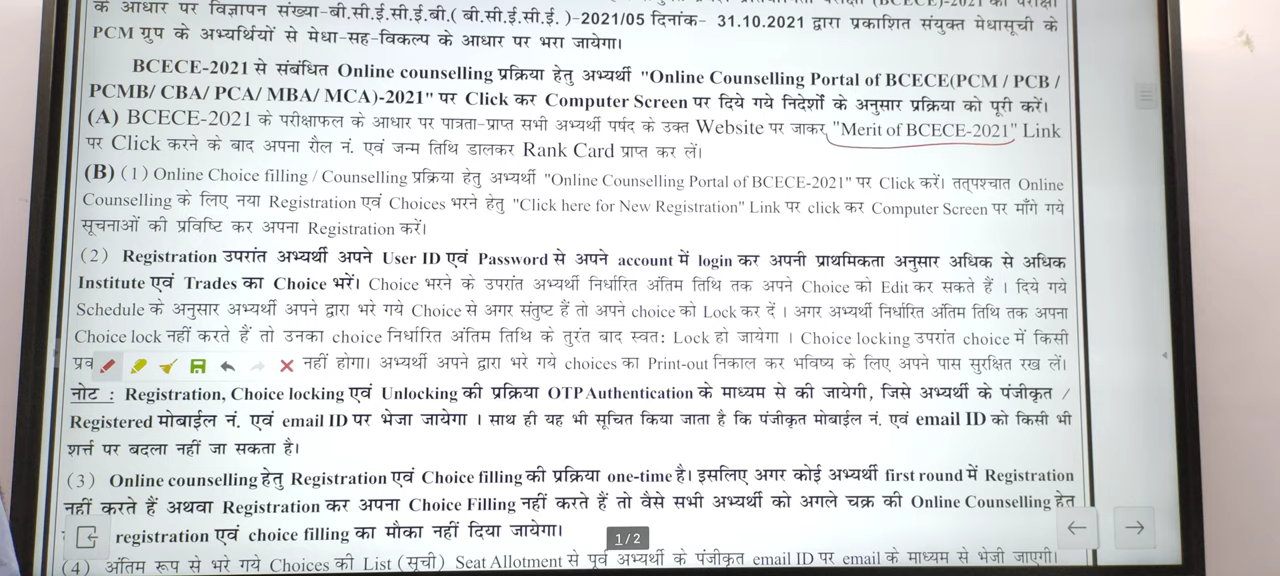 के आधार पर विज्ञापन संख्या-बी.सी.ई.सी.ई.बी.( बी.सी.ई.सी.ई. )-2021/05 दिनांक- 31.10.2021 द्वारा प्रकाशित संयुक्त मेधासूची के
PCM ग्रुप के अभ्यर्थियों से मेधा-सह-विकल्प के आधार पर भरा जायेगा।
BCECE-2021 से संबंधित Online counselling प्रक्रिया हेतु अभ्यर्थी "Online Counselling Portal of BCECE(PCM / PCB /
PCMB/ CBA/ PCA/ MBA/ MCA)-2021" पर Click कर Computer Screen पर दिये गये निदेशों के अनुसार प्रक्रिया को पूरी करें।
(A) BCECE-2021 के परीक्षाफल के आधार पर पात्रता-प्राप्त सभी अभ्यर्थी पर्षद के उक्त Website पर जाकर "Merit of BCECE-2021" Link
पर Click करने के बाद अपना रौल नं. एवं जन्म तिथि डालकर Rank Card प्राप्त कर लें।
(B) (1) Online Choice filling / Counselling प्रक्रिया हेतु अभ्यर्थी "Online Counselling Portal of BCECE-2021" पर Click करें। तत्पश्चात Online
Counselling के लिए नया Registration एवं Choices भरने हेतु "Click here for New Registration" Link पर click कर Computer Screen पर माँगे गये
सूचनाओं की प्रविष्टि कर अपना Registration करें।
(2) Registration उपरांत अभ्यर्थी अपने User ID एवं Password से अपने account में login कर अपनी प्राथमिकता अनुसार अधिक से अधिक
Institute एवं Trades का Choice भरें। Choice भरने के उपरांत अभ्यर्थी निर्धारित अंतिम तिथि तक अपने Choice को Edit कर सकते हैं । दिये गये
Schedule के अनुसार अभ्यर्थी अपने द्वारा भरे गये Choice से अगर संतुष्ट हैं तो अपने choice को Lock कर दें । अगर अभ्यर्थी निर्धारित अंतिम तिथि तक अपना
Choice lock नहीं करते हैं तो उनका choice निर्धारित अंतिम तिथि के तुरंत बाद स्वत: Lock हो जायेगा । Choice locking उपरांत choice में किसी
नहीं होगा। अभ्यर्थी अपने द्वारा भरे गये choices का Print-out निकाल कर भविष्य के लिए अपने पास सुरक्षित रख लें।
नोट : Registration, Choice locking एवं Unlocking की प्रक्रिया OTP Authentication के माध्यम से की जायेगी, जिसे अभ्यर्थी के पंजीकृत /
Registered मोबाईल नं. एवं email ID पर भेजा जायेगा । साथ ही यह भी सूचित किया जाता है कि पंजीकृत मोबाईल नं. एवं email ID को किसी भी
शर्त्त पर बदला नहीं जा सकता है।
(3) Online counselling हेतु Registration एवं Choice filling की प्रक्रिया one-time है। इसलिए अगर कोई अभ्यर्थी first round में Registration
नहीं करते हैं अथवा Registration कर अपना Choice Filling नहीं करते हैं तो वैसे सभी अभ्यर्थी को अगले चक्र की Online Counselling हेतु
registration एवं choice filling का मौका नहीं दिया जायेगा।
1/2
(4) अंतिम रूप से भरे गये Choices की List (सूची) Seat Allotment से पूर्व अभ्यर्थी के पंजीकृत email ID पर email के माध्यम से भेजी जाएगी।